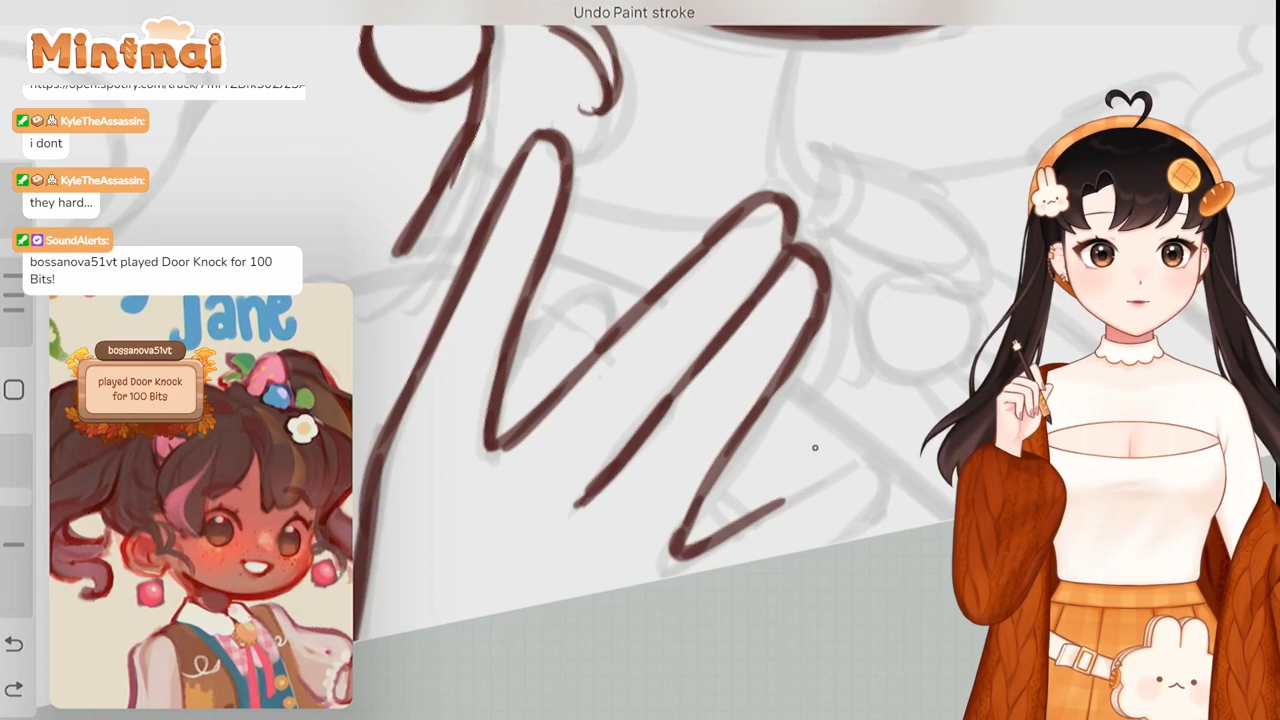 Undo Paint stroke
Mintmai
KyleTheAssassin:
i dont
KyleTheAssassin:
they hard...
SoundAlerts:
bossanova51vt played Door Knock for 100
Bits!
Jane
bossanova51vt
played Door Knock
for 100 Bits